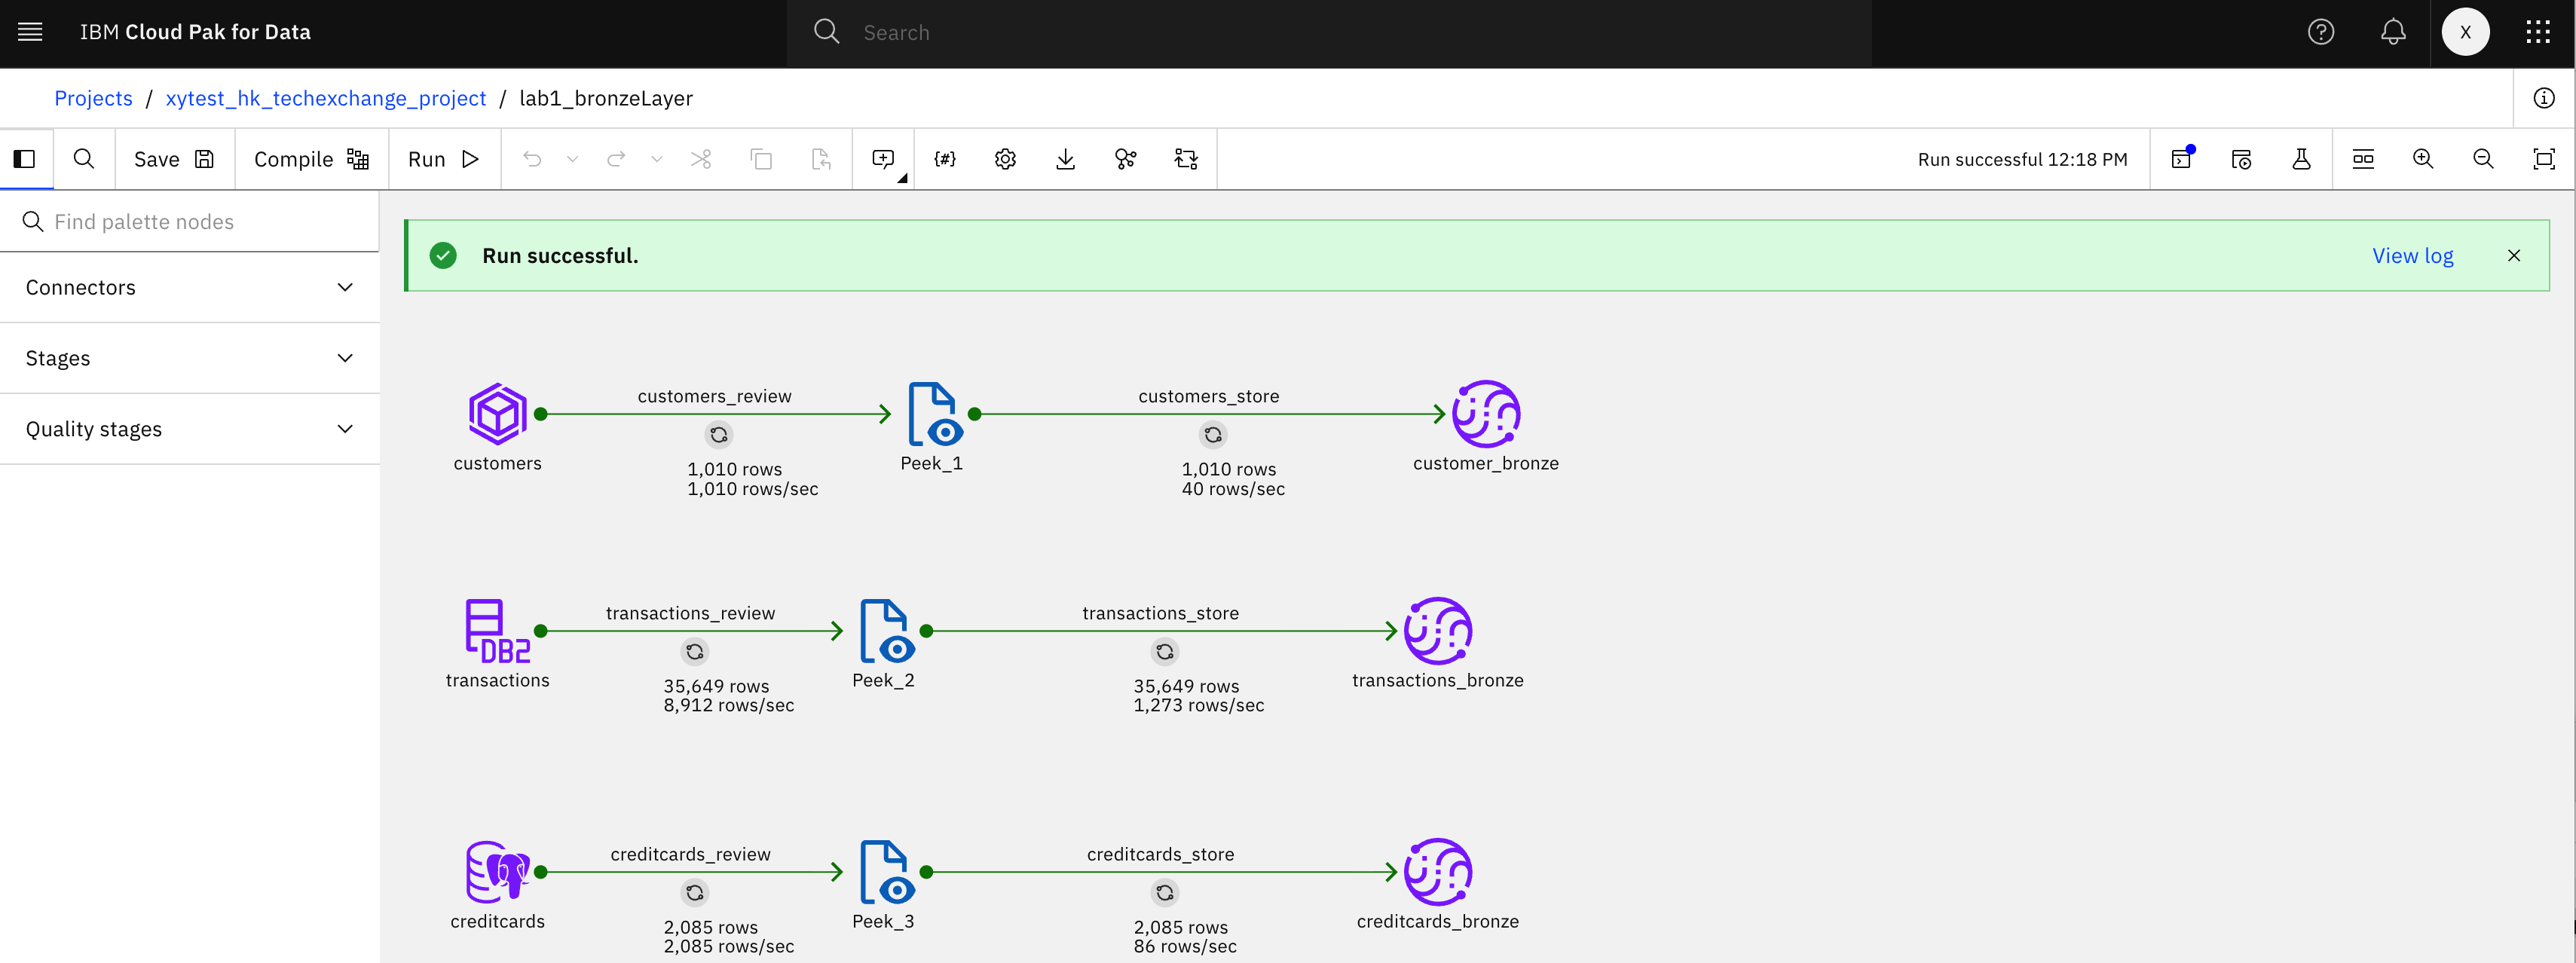 IBM Cloud Pak for Data
Search
X
Projects / xytest_hk_techexchange_project / lab1_bronzeLayer
Save
Compile
Run
{#}
Run successful 12:18 PM
Find palette nodes
Connectors
Stages
Quality stages
Run successful.
View log
customers_review
customers_store
customers
1,010 rows
1,010 rows/sec
Peek_1
1,010 rows
40 rows/sec
customer_bronze
transactions_review
transactions_store
DB2
transactions
35,649 rows
8,912 rows/sec
Peek_2
35,649 rows
1,273 rows/sec
transactions_bronze
creditcards_review
creditcards_store
creditcards
2,085 rows
2,085 rows/sec
Peek_3
2,085 rows
86 rows/sec
creditcards_bronze